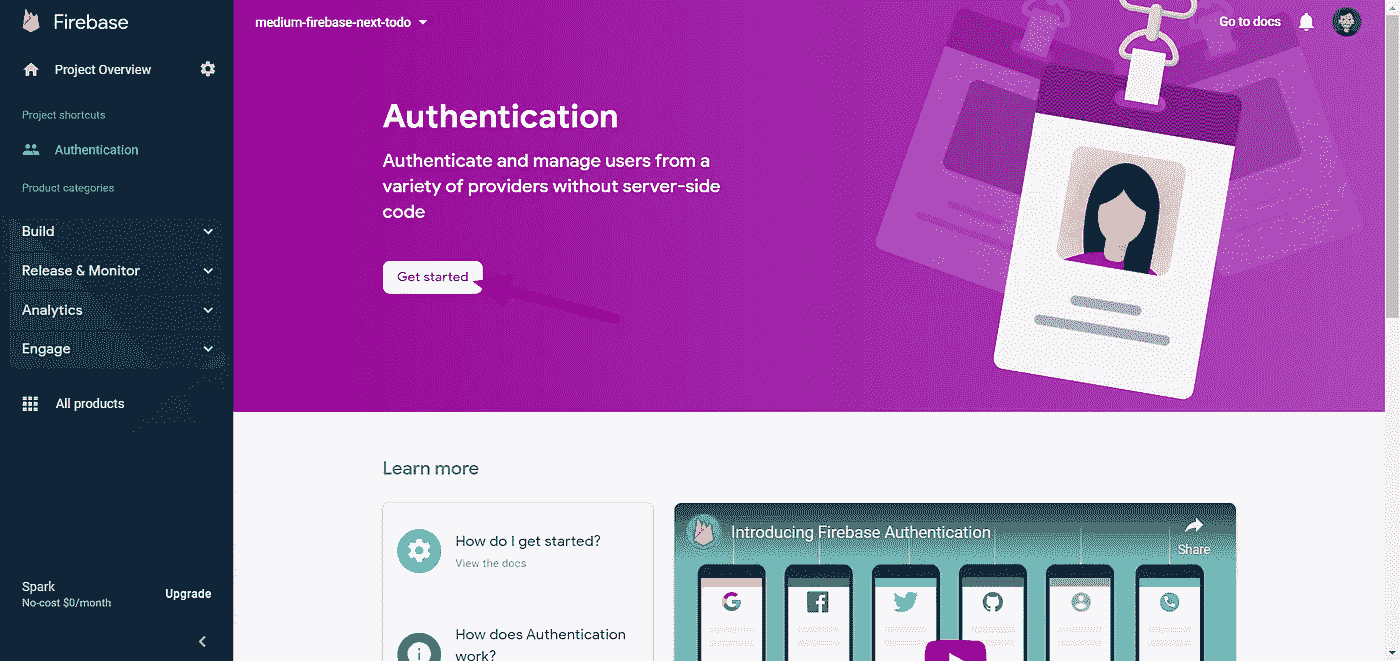 Firebase
Project Overview
Project shortcuts
Authentication
Product categories
Build
Release & Monitor
Analytics
Engage
All products
Spark
No-cost $0/month
Upgrade
medium-firebase-next-todo
Go to docs
Authentication
Authenticate and manage users from a
variety of providers without server-side
code
Get started
Learn more
How do I get started?
View the docs
How does Authentication
work?
Introducing Firebase Authentication
Share